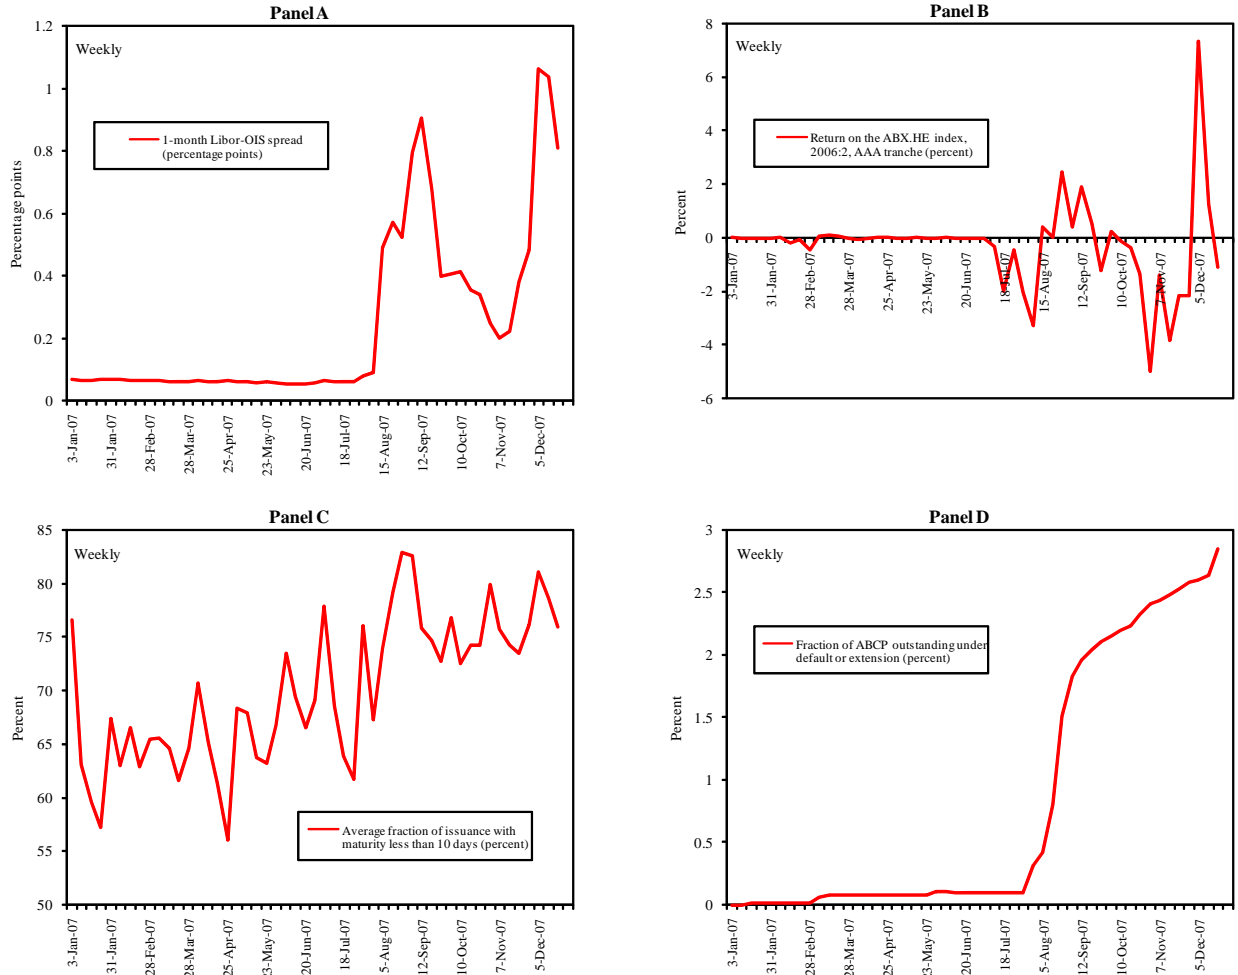 Panel A
1.2
1
0.8
0.6
0.4
0.2
0
Percentage points
Weekly
1-month Libor-OIS spread
(percentage points)
3-Jan-07
31-Jan-07
28-Feb-07
28-Mar-07
25-Apr-07
23-May-07
20-Jun-07
18-Jul-07
15-Aug-07
12-Sep-07
10-Oct-07
7-Nov-07
5-Dec-07
Panel B
8
6
4
2
0
-2
-4
-6
Percent
Weekly
Return on the ABX.HE index,
2006:2, AAA tranche (percent)
3-Jan-07
31-Jan-07
28-Feb-07
28-Mar-07
25-Apr-07
23-May-07
20-Jun-07
18-Jul-07
15-Aug-07
12-Sep-07
10-Oct-07
7-Nov-07
5-Dec-07
Panel C
85
80
75
70
65
60
55
50
Percent
Weekly
Average fraction of issuance with
maturity less than 10 days (percent)
3-Jan-07
31-Jan-07
28-Feb-07
28-Mar-07
25-Apr-07
23-May-07
20-Jun-07
18-Jul-07
15-Aug-07
12-Sep-07
10-Oct-07
7-Nov-07
5-Dec-07
Panel D
3
2.5
2
1.5
1
0.5
0
Percent
Weekly
Fraction of ABCP outstanding under
default or extension (percent)
3-Jan-07
31-Jan-07
28-Feb-07
28-Mar-07
25-Apr-07
23-May-07
20-Jun-07
18-Jul-07
15-Aug-07
12-Sep-07
10-Oct-07
7-Nov-07
5-Dec-07